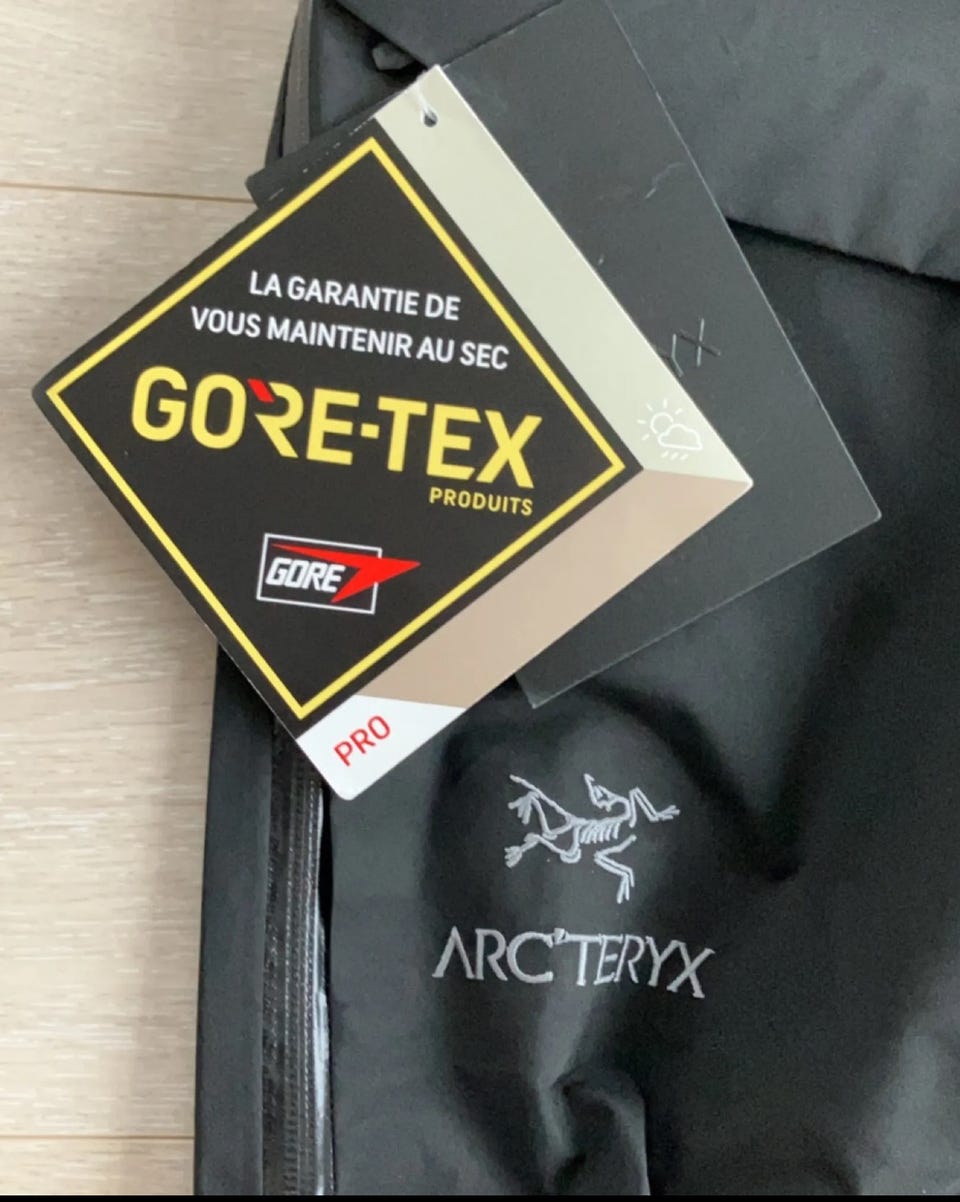 LA GARANTIE DE
VOUS MAINTENIR AU SEC
GORE-TEX
PRODUITS
GORE
PRO
ARC'TERYX